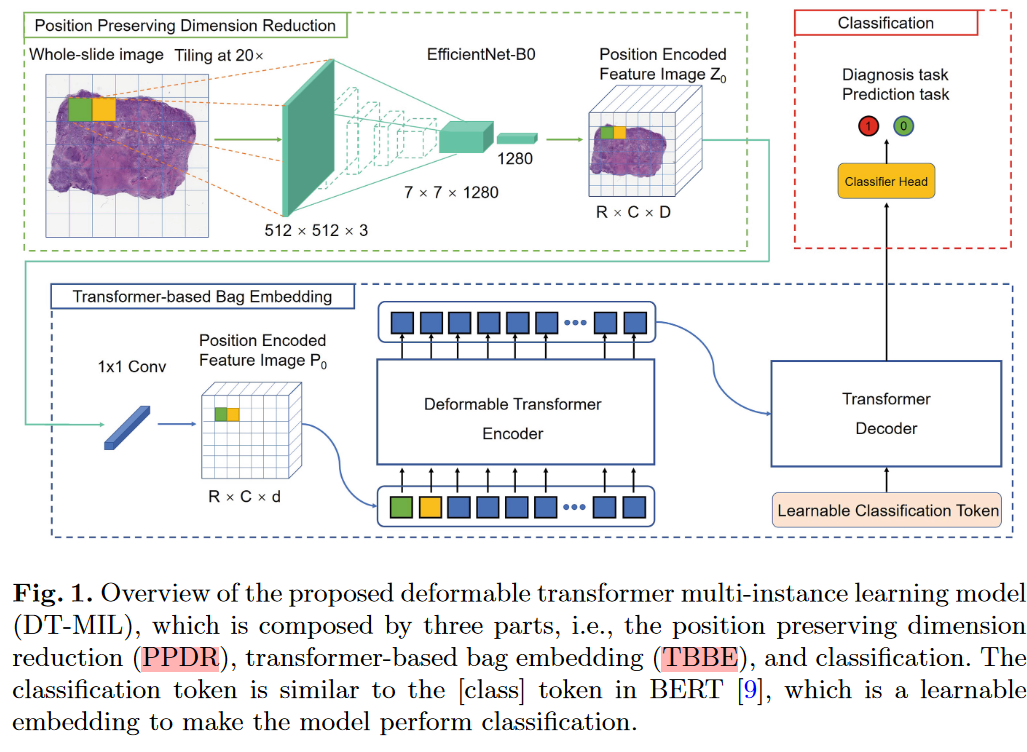 Position Preserving Dimension Reduction
Whole-slide image Tiling at 20×
EfficientNet-B0
Position Encoded
Feature Image Z0
1280
7 × 7 × 1280
512 × 512 × 3
R × C × D
Classification
Diagnosis task
Prediction task
1 0
Classifier Head
Transformer-based Bag Embedding
1x1 Conv
Position Encoded
Feature Image P0
R × C × d
Deformable Transformer
Encoder
Transformer
Decoder
Learnable Classification Token
Fig. 1. Overview of the proposed deformable transformer multi-instance learning model
(DT-MIL), which is composed by three parts, i.e., the position preserving dimension
reduction (PPDR), transformer-based bag embedding (TBBE), and classification. The
classification token is similar to the [class] token in BERT [9], which is a learnable
embedding to make the model perform classification.